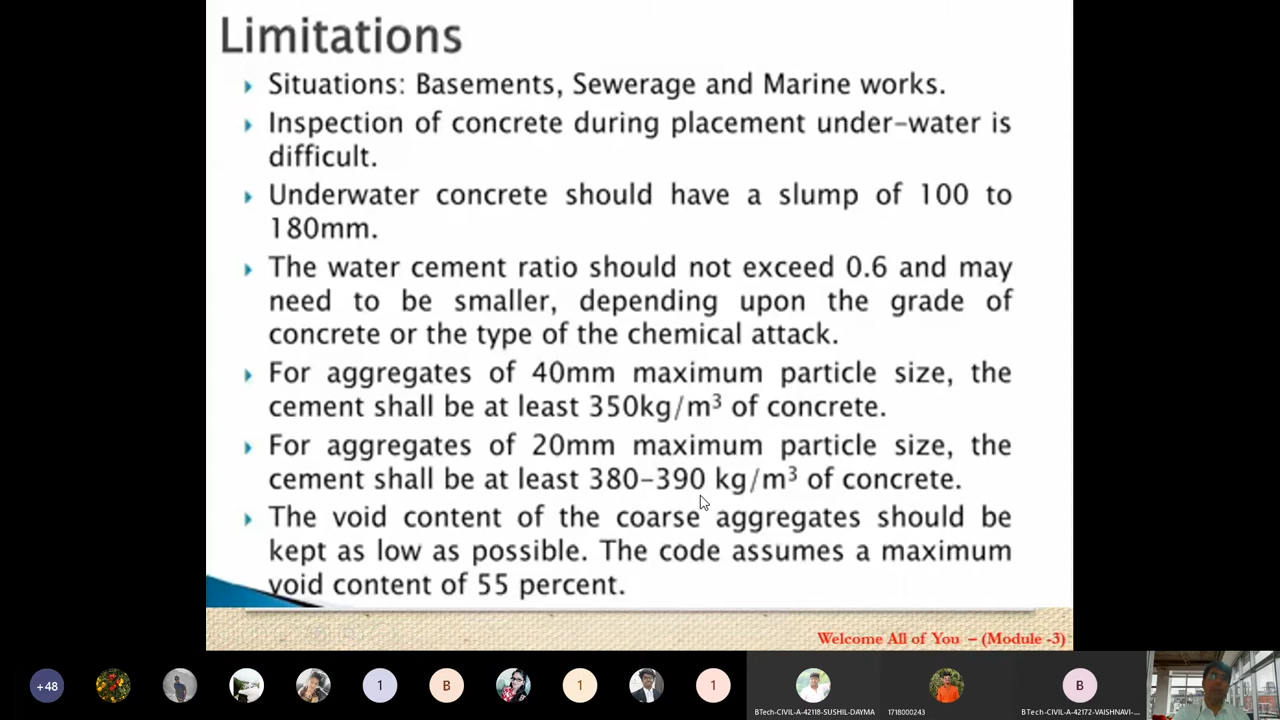 Limitations
Situations: Basements, Sewerage and Marine works.
Inspection of concrete during placement under-water is
difficult.
Underwater concrete should have a slump of 100 to
180mm.
The water cement ratio should not exceed 0.6 and may
need to be smaller, depending upon the grade of
concrete or the type of the chemical attack.
For aggregates of 40mm maximum particle size, the
cement shall be at least 350kg/m³ of concrete.
For aggregates of 20mm maximum particle size, the
cement shall be at least 380-390 kg/m³ of concrete.
The void content of the coarse aggregates should be
kept as low as possible. The code assumes a maximum
void content of 55 percent.
Welcome All of You – (Module -3)
+48 1 B 1 1 B
BTech-CIVIL-A-42118-SUSHIL-DAYMA 1718000243 BTech-CIVIL-A-42172-VAISHNAVI-...